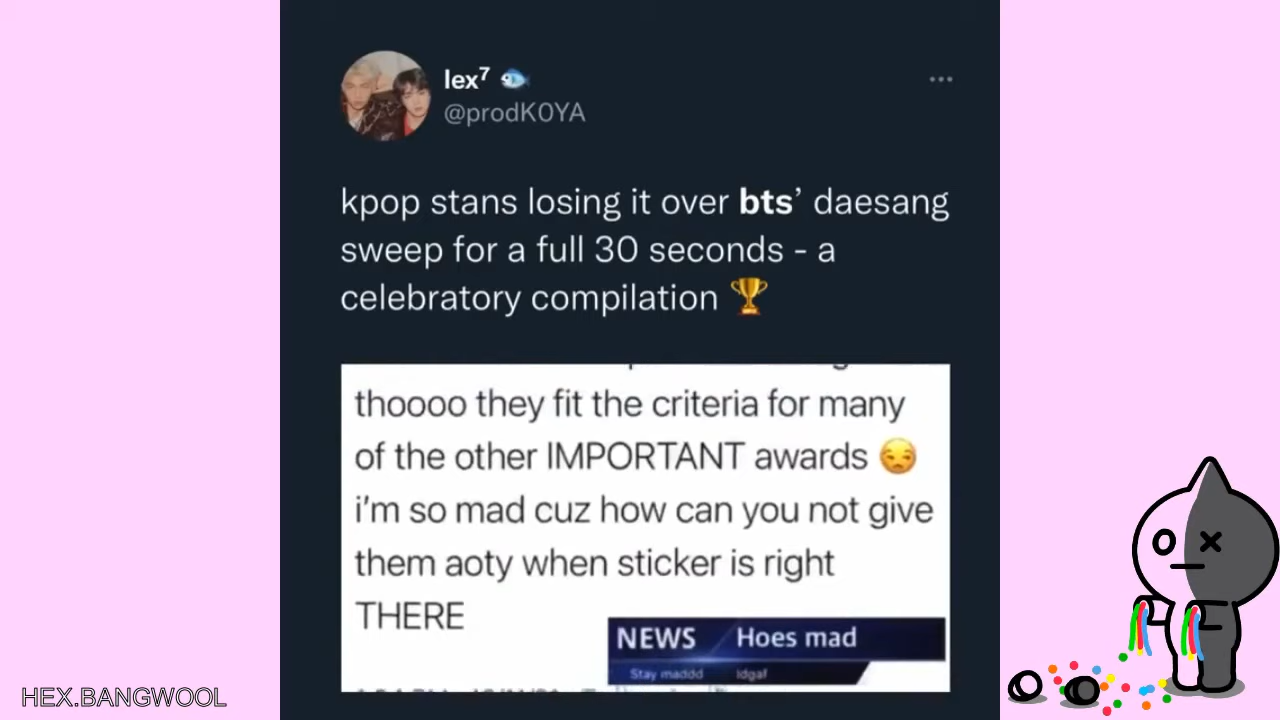 lex⁷ 🐟
@prodK0YA
kpop stans losing it over bts’ daesang
sweep for a full 30 seconds - a
celebratory compilation 🏆
thoooo they fit the criteria for many
of the other IMPORTANT awards 😒
i’m so mad cuz how can you not give
them aoty when sticker is right
THERE
NEWS Hoes mad
Stay maddd idgaf
HEX.BANGWOOL